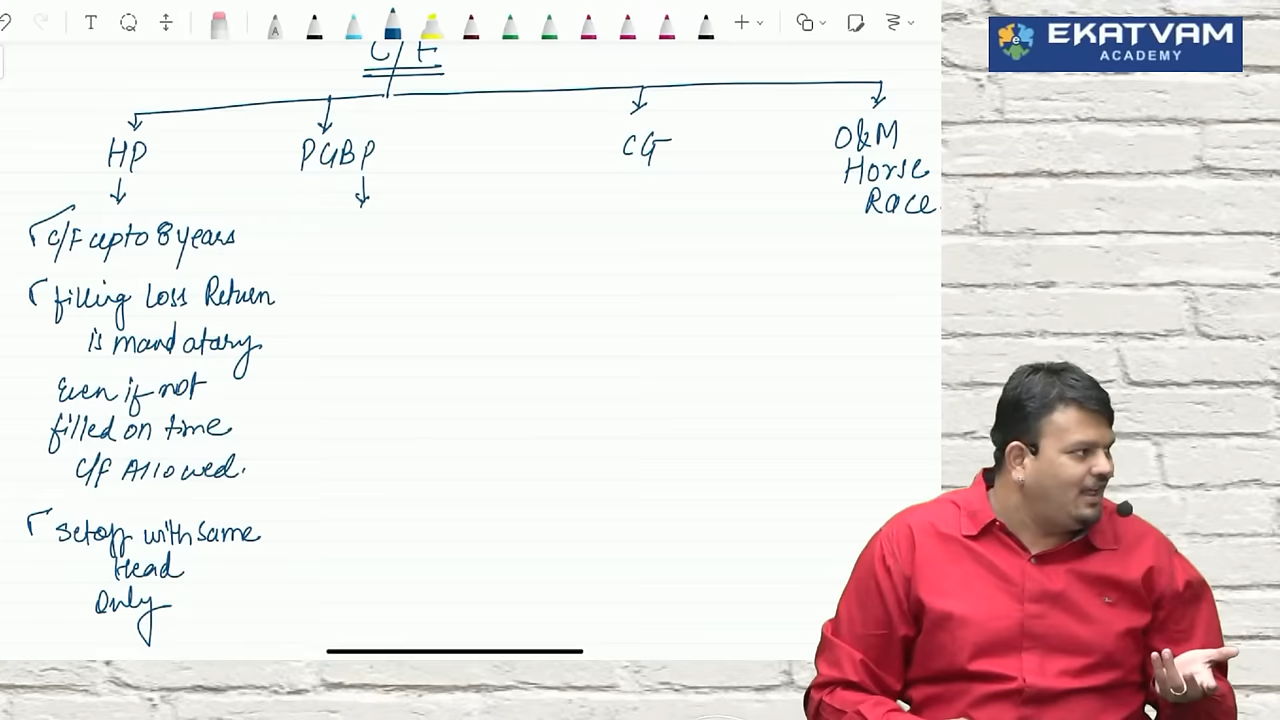 EKATVAM
ACADEMY
C/F
HP
PGBP
CG
O&M
Horse
Race
C/F upto 8 years
filling Loss Return
is mandatary
Even if not
filled on time
C/F Allowed.
Setoff with Same
Head
Only